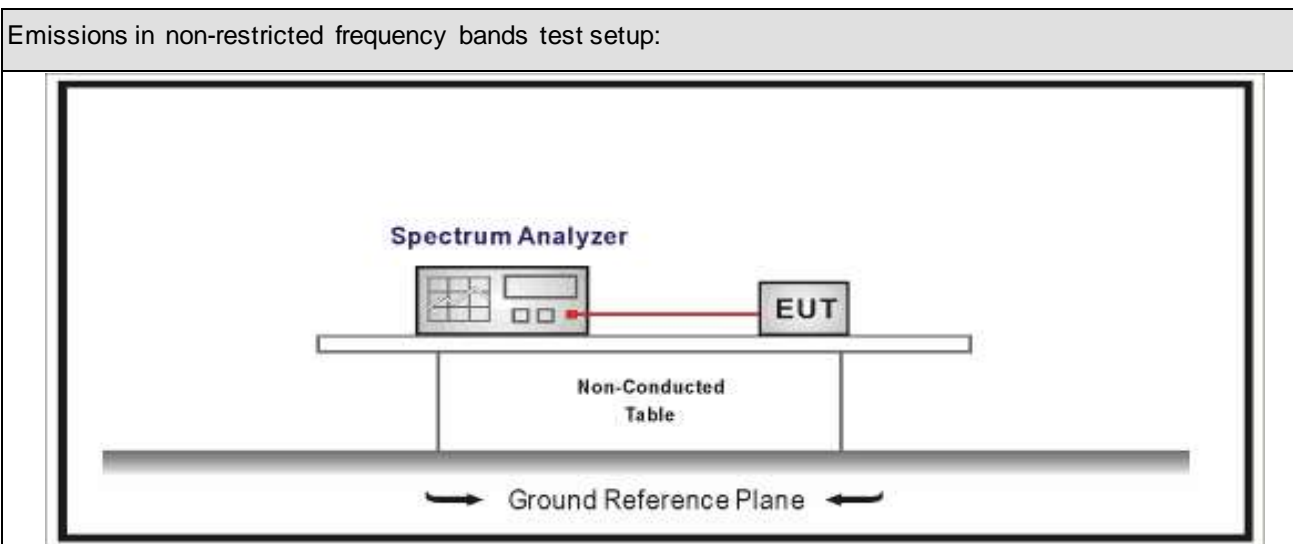 Emissions in non-restricted frequency bands test setup:
Spectrum Analyzer
EUT
Non-Conducted
Table
Ground Reference Plane